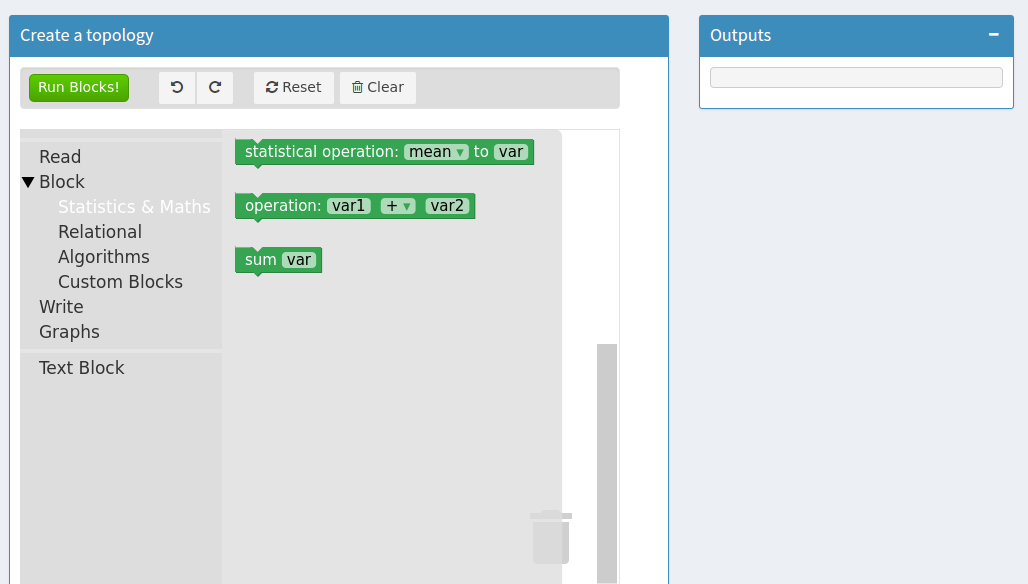 Create a topology
Outputs
Run Blocks!
Reset
Clear
Read
Block
Statistics & Maths
Relational
Algorithms
Custom Blocks
Write
Graphs
Text Block
statistical operation: mean ▾ to var
operation: var1 + ▾ var2
sum var